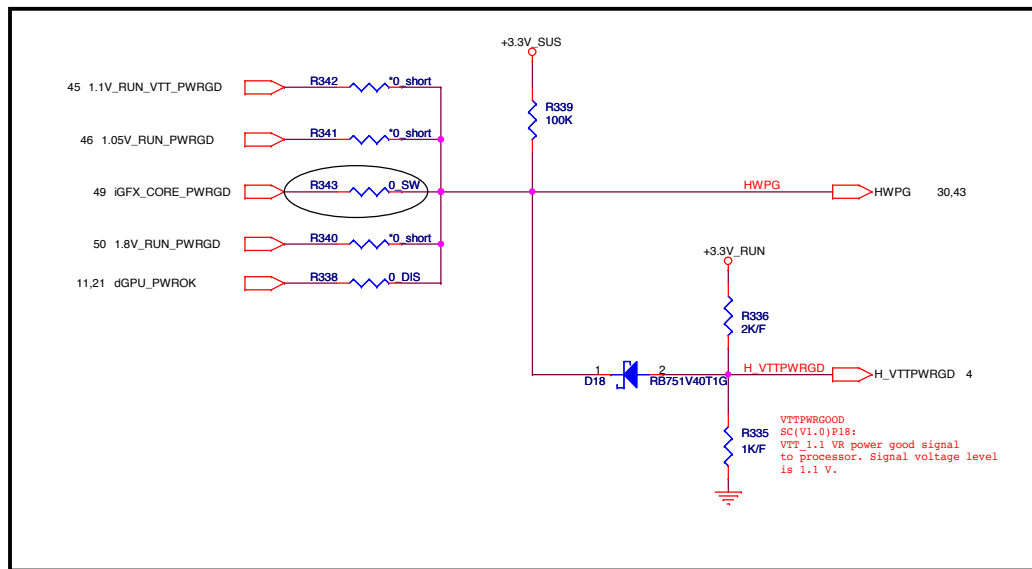 +3.3V_SUS
45 1.1V_RUN_VTT_PWRGD R342 *0_short
R339
100K
46 1.05V_RUN_PWRGD R341 *0_short
49 iGFX_CORE_PWRGD R343 0_SW HWPG HWPG 30,43
50 1.8V_RUN_PWRGD R340 *0_short
+3.3V_RUN
11,21 dGPU_PWROK R338 0_DIS
R336
2K/F
1 2 H_VTTPWRGD H_VTTPWRGD 4
D18 RB751V40T1G
R335
1K/F
VTTPWRGOOD
SC(V1.0)P18:
VTT_1.1 VR power good signal
to processor. Signal voltage level
is 1.1 V.